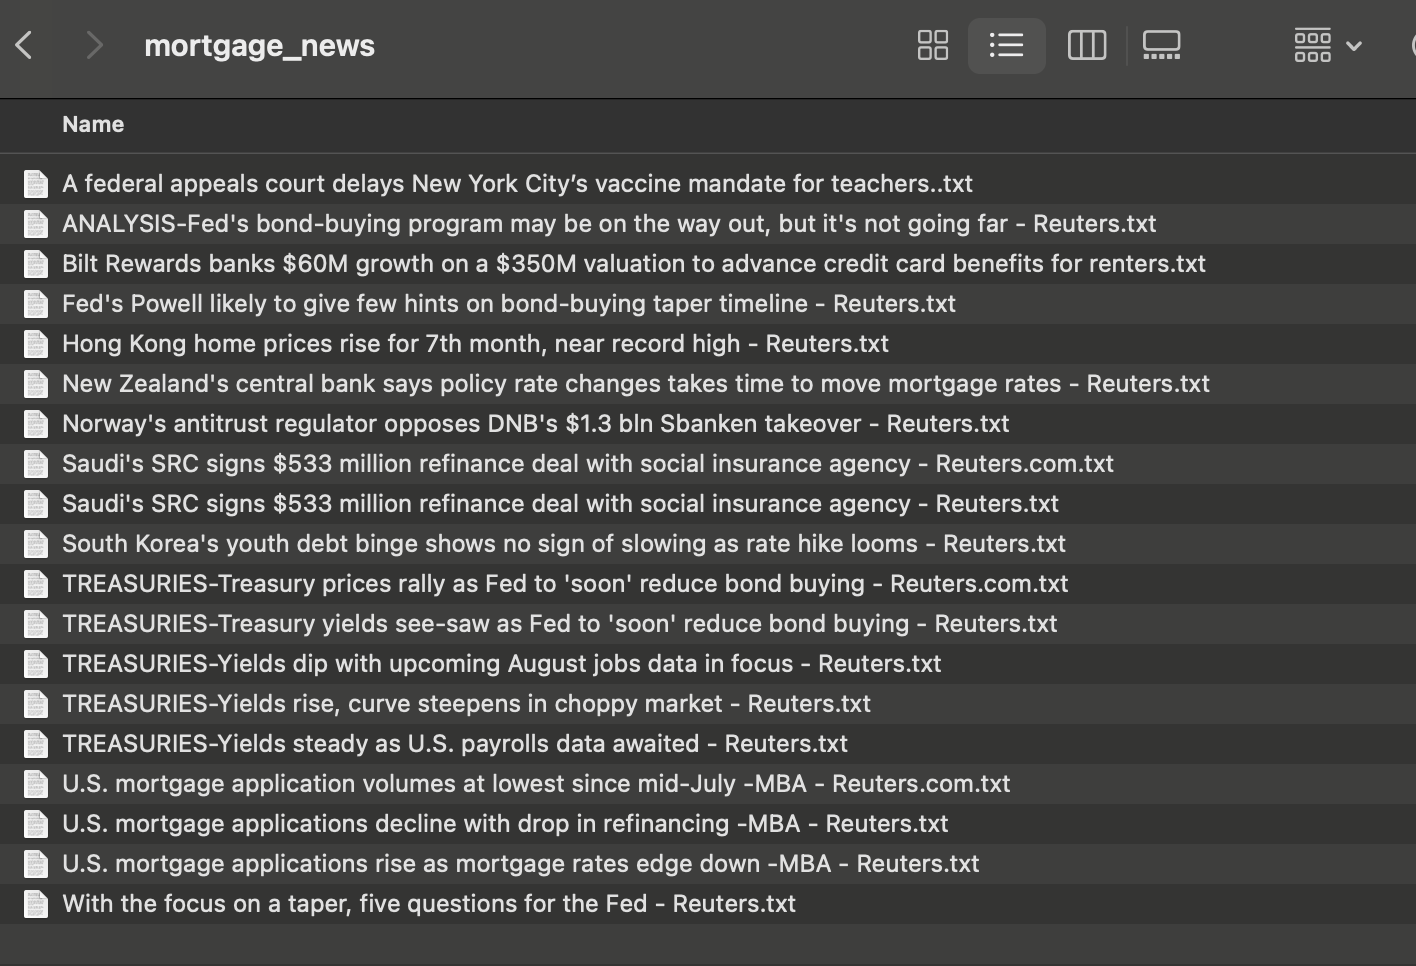 mortgage_news
Name
A federal appeals court delays New York City’s vaccine mandate for teachers..txt
ANALYSIS-Fed's bond-buying program may be on the way out, but it's not going far - Reuters.txt
Bilt Rewards banks $60M growth on a $350M valuation to advance credit card benefits for renters.txt
Fed's Powell likely to give few hints on bond-buying taper timeline - Reuters.txt
Hong Kong home prices rise for 7th month, near record high - Reuters.txt
New Zealand's central bank says policy rate changes takes time to move mortgage rates - Reuters.txt
Norway's antitrust regulator opposes DNB's $1.3 bln Sbanken takeover - Reuters.txt
Saudi's SRC signs $533 million refinance deal with social insurance agency - Reuters.com.txt
Saudi's SRC signs $533 million refinance deal with social insurance agency - Reuters.txt
South Korea's youth debt binge shows no sign of slowing as rate hike looms - Reuters.txt
TREASURIES-Treasury prices rally as Fed to 'soon' reduce bond buying - Reuters.com.txt
TREASURIES-Treasury yields see-saw as Fed to 'soon' reduce bond buying - Reuters.txt
TREASURIES-Yields dip with upcoming August jobs data in focus - Reuters.txt
TREASURIES-Yields rise, curve steepens in choppy market - Reuters.txt
TREASURIES-Yields steady as U.S. payrolls data awaited - Reuters.txt
U.S. mortgage application volumes at lowest since mid-July -MBA - Reuters.com.txt
U.S. mortgage applications decline with drop in refinancing -MBA - Reuters.txt
U.S. mortgage applications rise as mortgage rates edge down -MBA - Reuters.txt
With the focus on a taper, five questions for the Fed - Reuters.txt